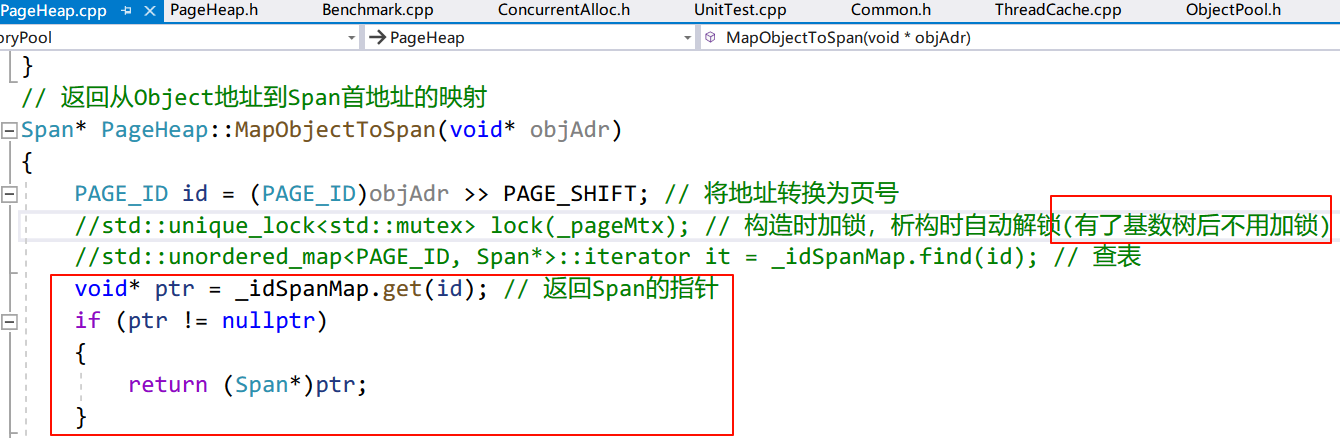 PageHeap.cpp PageHeap.h Benchmark.cpp ConcurrentAlloc.h UnitTest.cpp Common.h ThreadCache.cpp ObjectPool.h
oryPool PageHeap MapObjectToSpan(void * objAdr)
}
// 返回从Object地址到Span首地址的映射
Span* PageHeap::MapObjectToSpan(void* objAdr)
{
PAGE_ID id = (PAGE_ID)objAdr >> PAGE_SHIFT; // 将地址转换为页号
//std::unique_lock<std::mutex> lock(_pageMtx); // 构造时加锁，析构时自动解锁(有了基数树后不用加锁)
//std::unordered_map<PAGE_ID, Span*>::iterator it = _idSpanMap.find(id); // 查表
void* ptr = _idSpanMap.get(id); // 返回Span的指针
if (ptr != nullptr)
{
return (Span*)ptr;
}